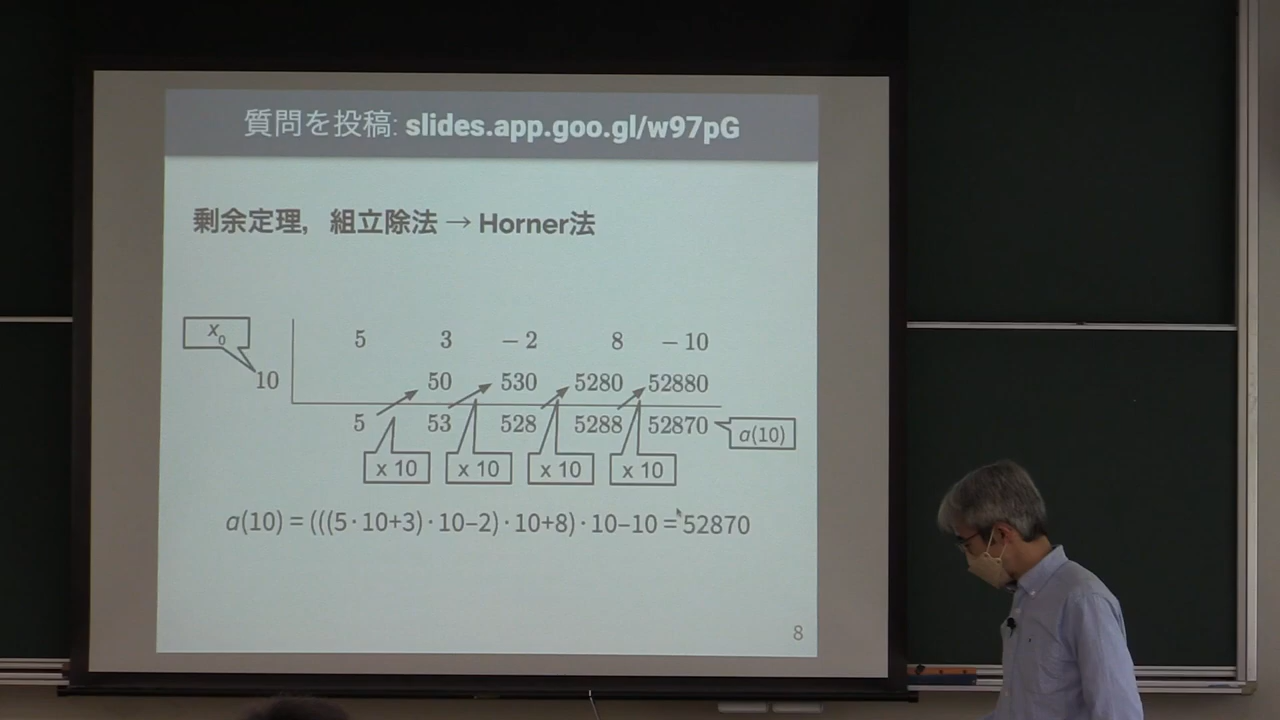 質問を投稿: slides.app.goo.gl/w97pG
剰余定理, 組立除法 → Horner法
x₀
5 3 −2 8 −10
10 50 530 5280 52880
5 53 528 5288 52870 a(10)
x 10 x 10 x 10 x 10
a(10) = (((5·10+3)·10–2)·10+8)·10–10 = 52870
8